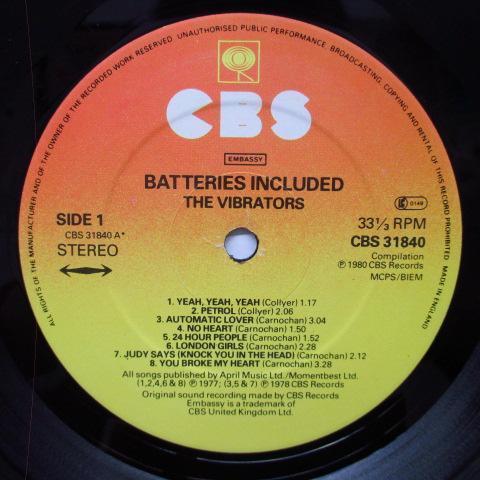 ALL RIGHTS OF THE MANUFACTURER AND OF THE OWNER OF THE RECORDED WORK RESERVED UNAUTHORISED PUBLIC PERFORMANCE, BROADCASTING, COPYING AND RENTAL OF THIS RECORD PROHIBITED MADE IN ENGLAND
CBS
EMBASSY
BATTERIES INCLUDED
THE VIBRATORS
SIDE 1
CBS 31840 A*
STEREO
LC 0149
33⅓ RPM
CBS 31840
Compilation
℗ 1980 CBS Records
MCPS/BIEM
1. YEAH, YEAH, YEAH (Collyer) 1.17
2. PETROL (Collyer) 2.06
3. AUTOMATIC LOVER (Carnochan) 3.04
4. NO HEART (Carnochan) 1.50
5. 24 HOUR PEOPLE (Carnochan) 1.52
6. LONDON GIRLS (Carnochan) 2.28
7. JUDY SAYS (KNOCK YOU IN THE HEAD) (Carnochan) 2.12
8. YOU BROKE MY HEART (Carnochan) 3.28
All songs published by April Music Ltd./Momentbest Ltd.
(1,2,4,6 & 8) ℗ 1977; (3,5 & 7) ℗ 1978 CBS Records
Original sound recording made by CBS Records
Embassy is a trademark of
CBS United Kingdom Ltd.